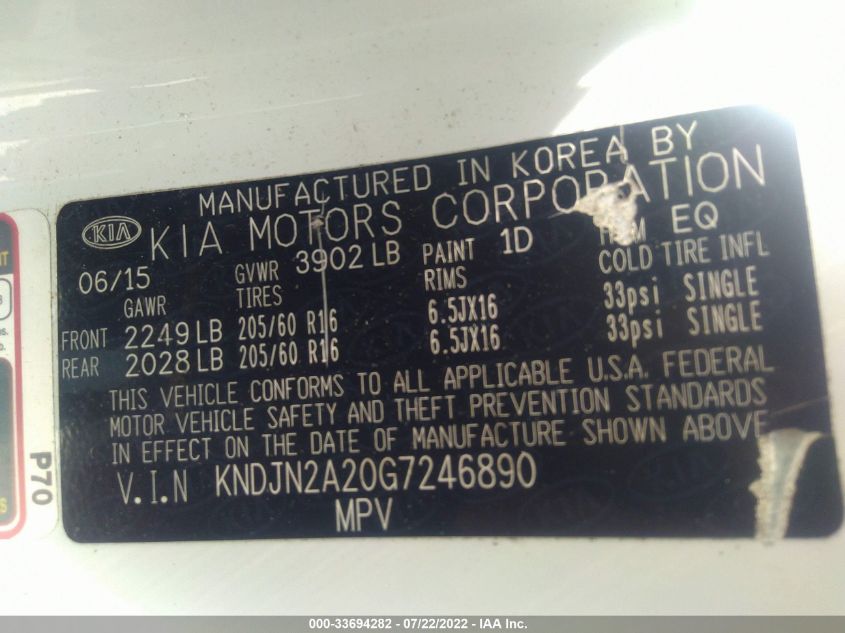 MANUFACTURED IN KOREA BY
KIA KIA MOTORS CORPORATION
06/15 GVWR 3902 LB PAINT 1D TRIM EQ
GAWR TIRES RIMS COLD TIRE INFL
FRONT 2249 LB 205/60 R16 6.5JX16 33psi SINGLE
REAR 2028 LB 205/60 R16 6.5JX16 33psi SINGLE
THIS VEHICLE CONFORMS TO ALL APPLICABLE U.S.A. FEDERAL
MOTOR VEHICLE SAFETY AND THEFT PREVENTION STANDARDS
IN EFFECT ON THE DATE OF MANUFACTURE SHOWN ABOVE
V.I.N KNDJN2A20G7246890
MPV
P70
000-33694282 - 07/22/2022 - IAA Inc.